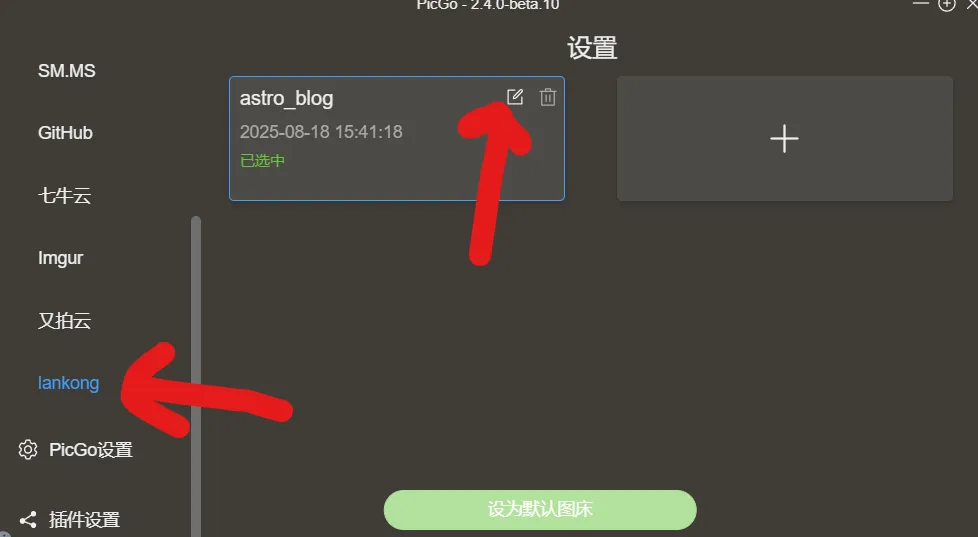 PicGo - 2.4.0-beta.10
设置
SM.MS
GitHub
七牛云
Imgur
又拍云
lankong
PicGo设置
插件设置
astro_blog
2025-08-18 15:41:18
已选中
设为默认图床